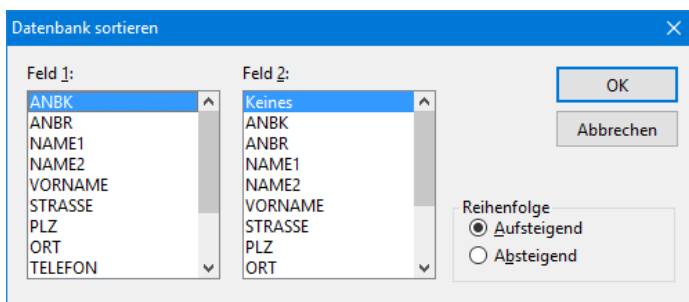 Datenbank sortieren
Feld 1:
ANBK
ANBR
NAME1
NAME2
VORNAME
STRASSE
PLZ
ORT
TELEFON
Feld 2:
Keines
ANBK
ANBR
NAME1
NAME2
VORNAME
STRASSE
PLZ
ORT
OK
Abbrechen
Reihenfolge
Aufsteigend
Absteigend